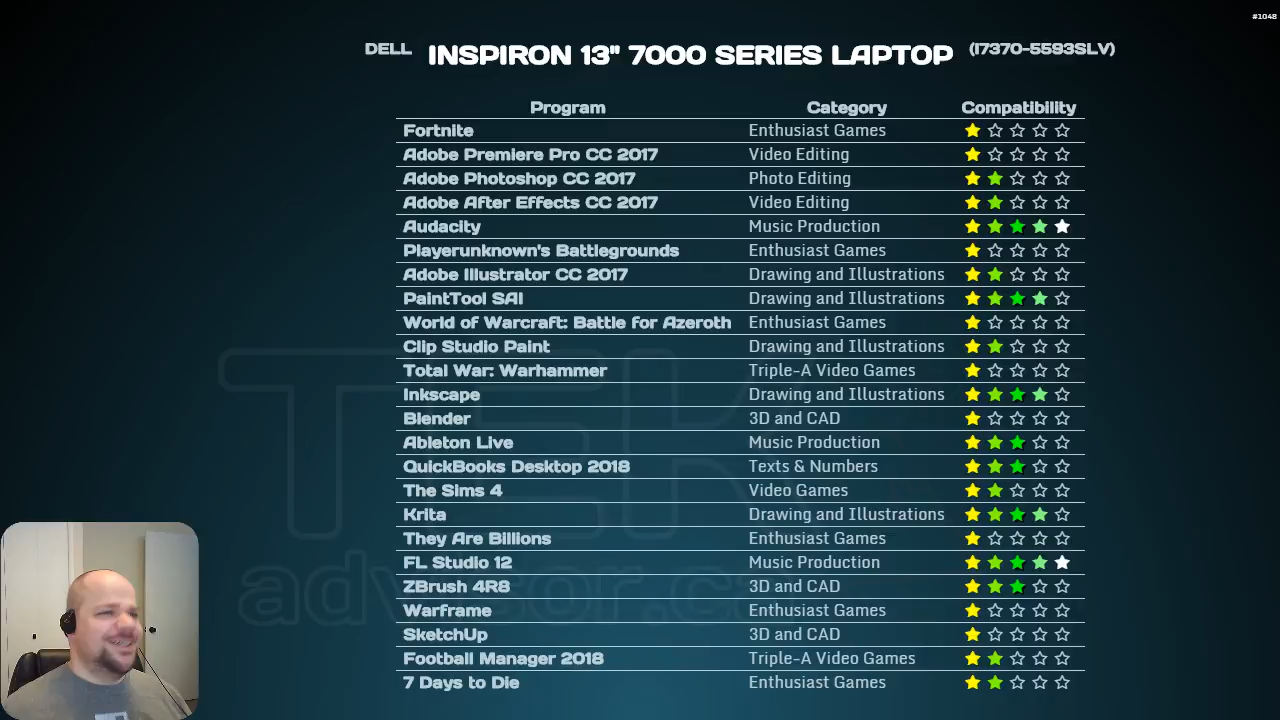 #1048
DELL INSPIRON 13" 7000 SERIES LAPTOP (I7370-5593SLV)
Program Category Compatibility
Fortnite Enthusiast Games
Adobe Premiere Pro CC 2017 Video Editing
Adobe Photoshop CC 2017 Photo Editing
Adobe After Effects CC 2017 Video Editing
Audacity Music Production
Playerunknown's Battlegrounds Enthusiast Games
Adobe Illustrator CC 2017 Drawing and Illustrations
PaintTool SAI Drawing and Illustrations
World of Warcraft: Battle for Azeroth Enthusiast Games
Clip Studio Paint Drawing and Illustrations
Total War: Warhammer Triple-A Video Games
Inkscape Drawing and Illustrations
Blender 3D and CAD
Ableton Live Music Production
QuickBooks Desktop 2018 Texts & Numbers
The Sims 4 Video Games
Krita Drawing and Illustrations
They Are Billions Enthusiast Games
FL Studio 12 Music Production
ZBrush 4R8 3D and CAD
Warframe Enthusiast Games
SketchUp 3D and CAD
Football Manager 2018 Triple-A Video Games
7 Days to Die Enthusiast Games
TEK
advisor.ca